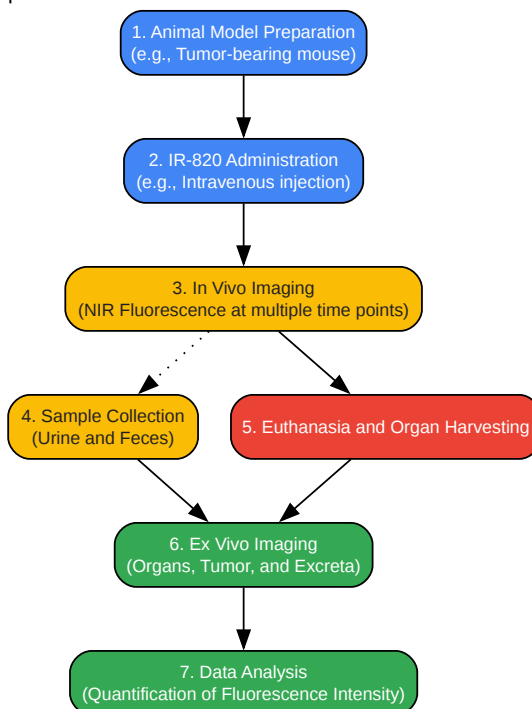 1. Animal Model Preparation
(e.g., Tumor-bearing mouse)
2. IR-820 Administration
(e.g., Intravenous injection)
3. In Vivo Imaging
(NIR Fluorescence at multiple time points)
4. Sample Collection
(Urine and Feces)
5. Euthanasia and Organ Harvesting
6. Ex Vivo Imaging
(Organs, Tumor, and Excreta)
7. Data Analysis
(Quantification of Fluorescence Intensity)